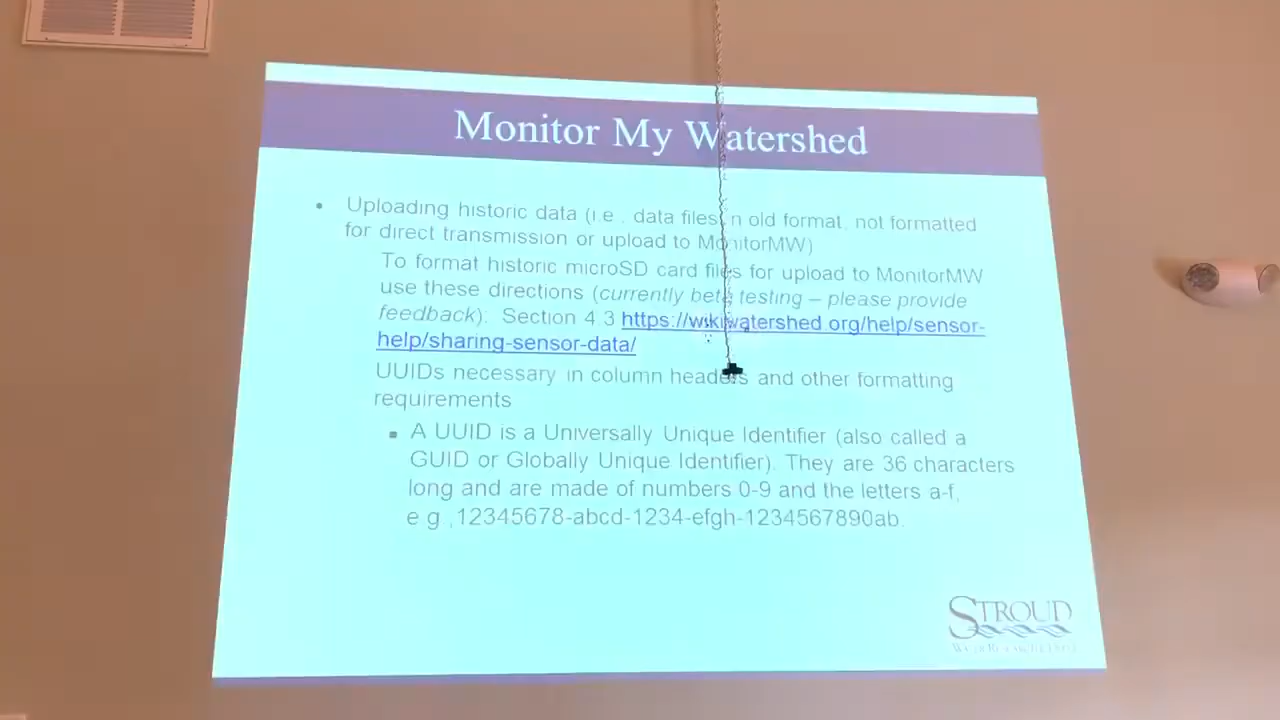 Monitor My Watershed
• Uploading historic data (i.e., data files in old format, not formatted
for direct transmission or upload to MonitorMW)
To format historic microSD card files for upload to MonitorMW
use these directions (currently beta testing – please provide
feedback): Section 4.3 https://wikiwatershed.org/help/sensor-
help/sharing-sensor-data/
UUIDs necessary in column headers and other formatting
requirements
▪ A UUID is a Universally Unique Identifier (also called a
GUID or Globally Unique Identifier). They are 36 characters
long and are made of numbers 0-9 and the letters a-f,
e.g.,12345678-abcd-1234-efgh-1234567890ab.
STROUD